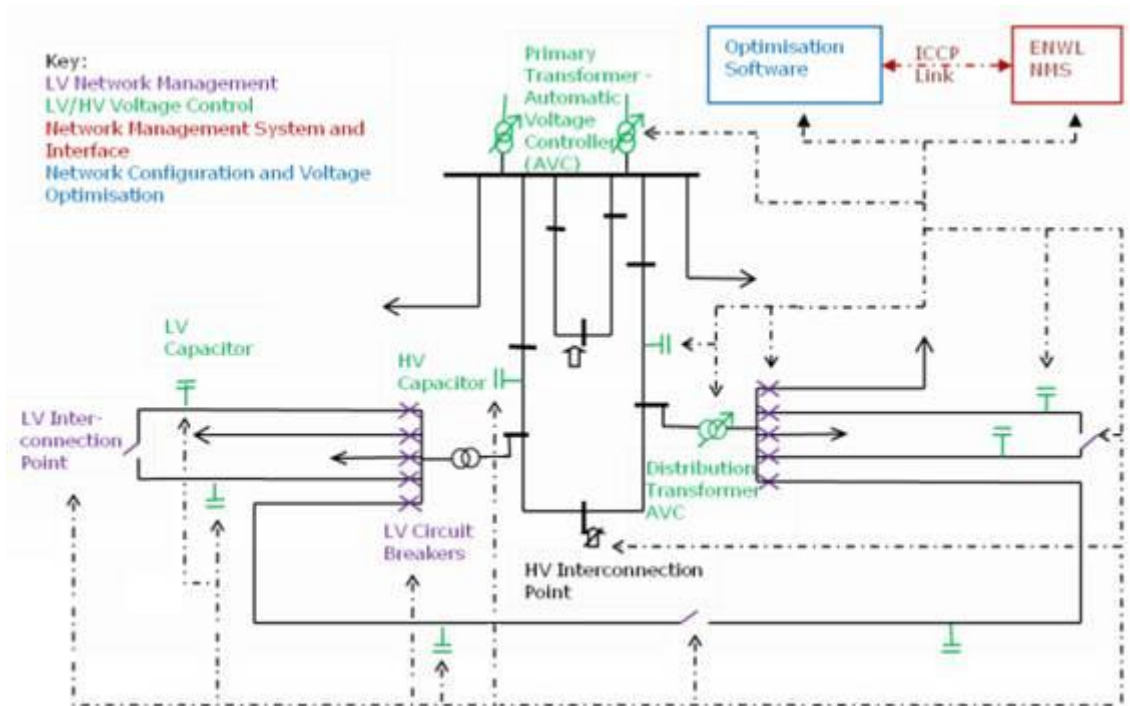 Key:
LV Network Management
LV/HV Voltage Control
Network Management System and
Interface
Network Configuration and Voltage
Optimisation
Primary
Transformer -
Automatic
Voltage
Controller
(AVC)
Optimisation
Software
ICCP
Link
ENWL
NMS
LV
Capacitor
HV
Capacitor
LV Inter-
connection
Point
LV Circuit
Breakers
Distribution
Transformer
AVC
HV Interconnection
Point